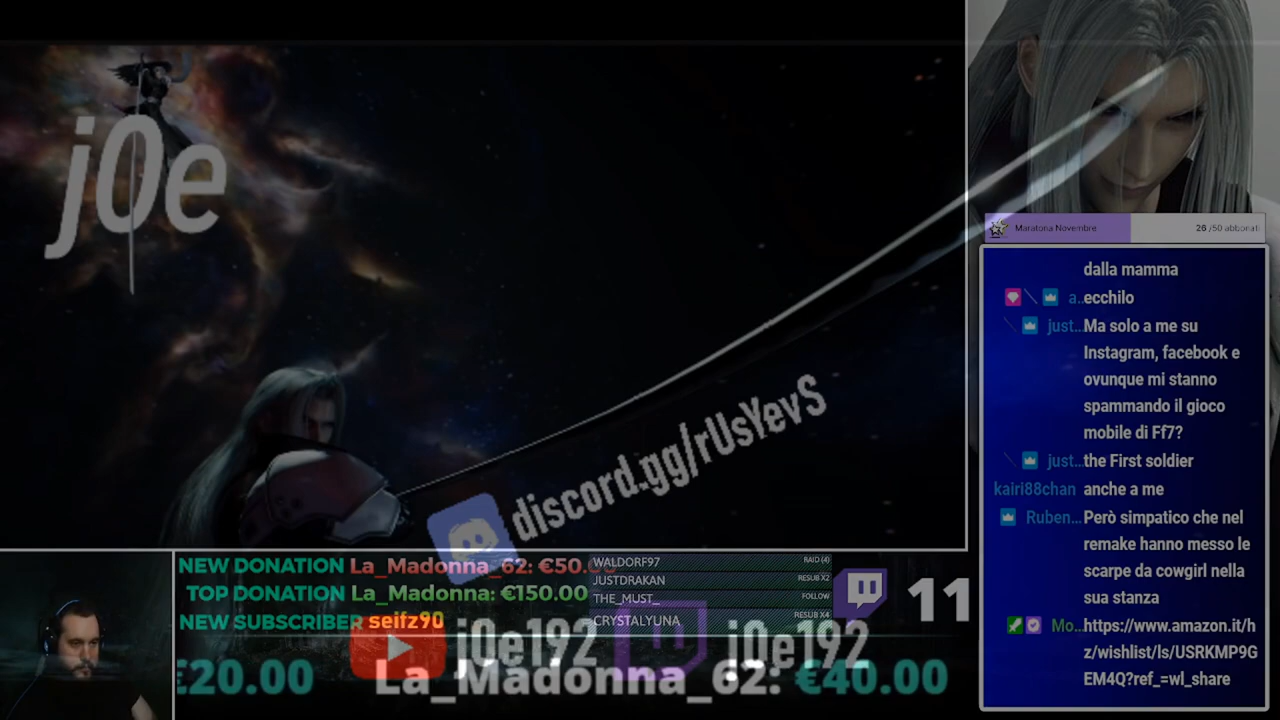 j0e
discord.gg/rUsYevS
Maratona Novembre
26 /50 abbonati
dalla mamma
a.. ecchilo
just... Ma solo a me su
Instagram, facebook e
ovunque mi stanno
spammando il gioco
mobile di Ff7?
just... the First soldier
kairi88chan anche a me
Ruben... Però simpatico che nel
remake hanno messo le
scarpe da cowgirl nella
sua stanza
Mo... https://www.amazon.it/h
z/wishlist/ls/USRKMP9G
EM4Q?ref_=wl_share
NEW DONATION La_Madonna_62: €50.00
TOP DONATION La_Madonna: €150.00
NEW SUBSCRIBER seifz90
WALDORF97 RAID (4)
JUSTDRAKAN RESUB X2
THE_MUST_ FOLLOW
CRYSTALYUNA RESUB X4
11
j0e192
j0e192
€20.00 La_Madonna_62: €40.00